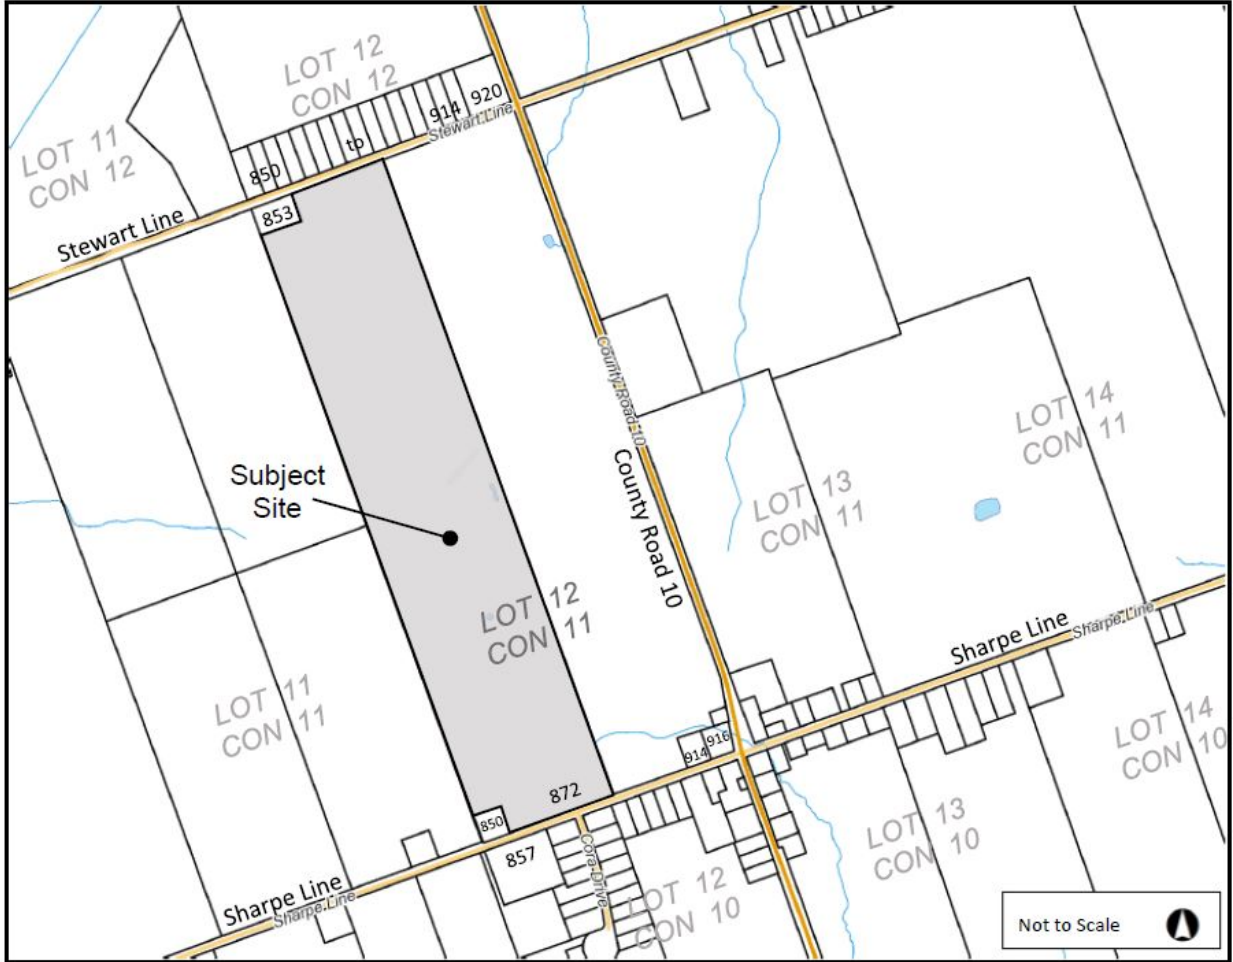 LOT 12
CON 12
914
920
Stewart Line
to
850
LOT 11
CON 12
853
Stewart Line
County Road 10
LOT 14
CON 11
Subject
Site
County Road 10
LOT 13
CON 11
LOT 12
CON 11
Sharpe Line
Sharpe Line
LOT 11
CON 11
LOT 14
CON 10
916
914
872
850
857
Cora Drive
LOT 13
CON 10
LOT 12
CON 10
Sharpe Line
Sharpe Line
Not to Scale